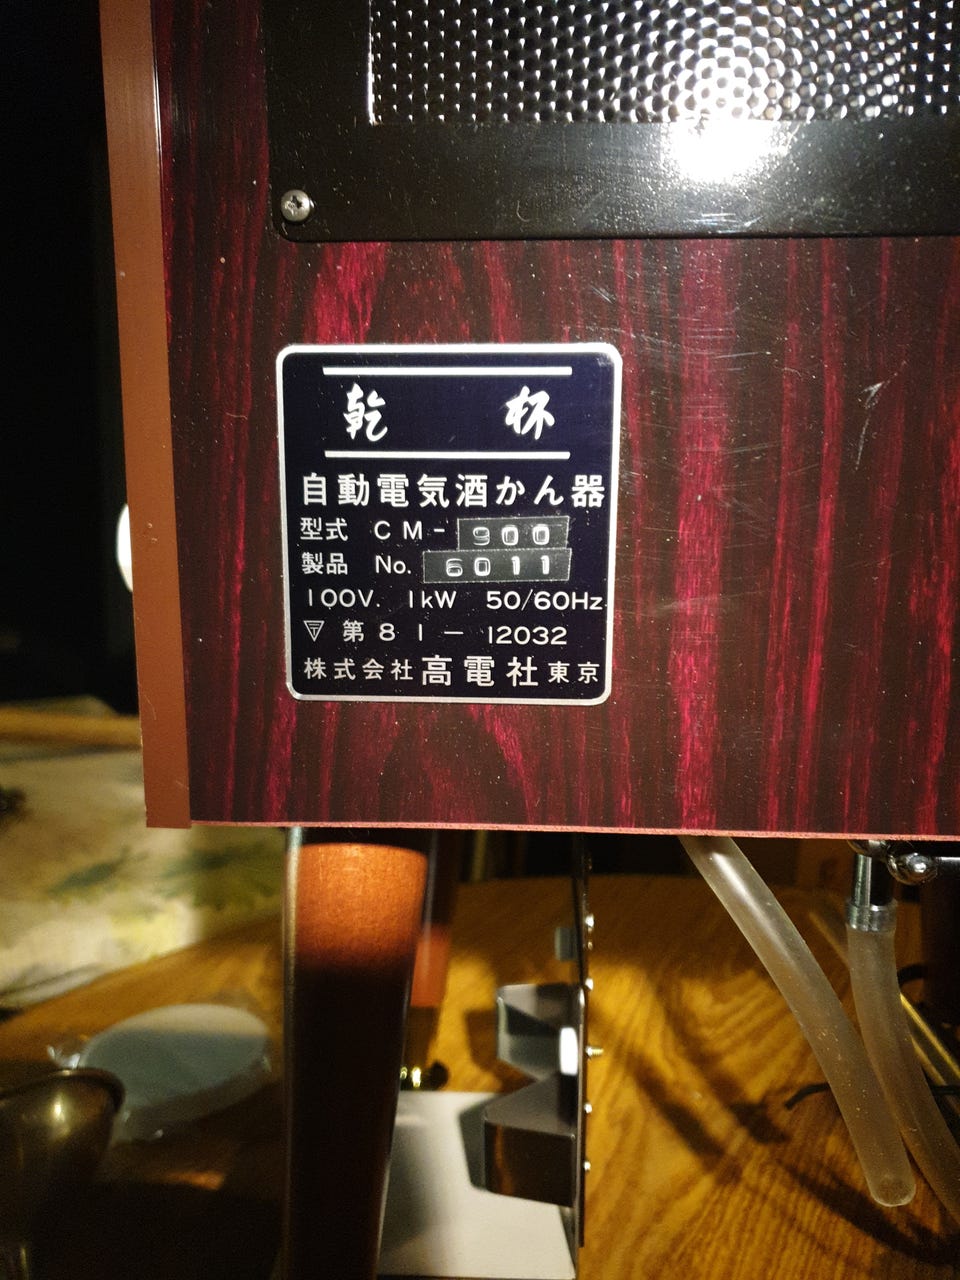 乾杯
自動電気酒かん器
型式 CM-900
製品 No. 6011
100V. 1kW 50/60Hz
第81-12032
株式会社高電社東京